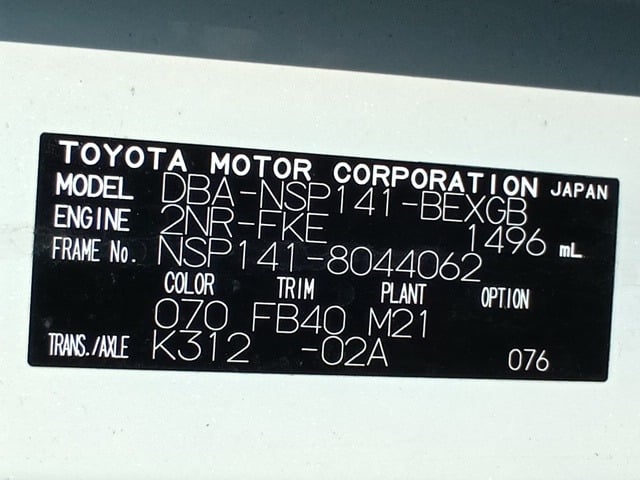 TOYOTA MOTOR CORPORATION JAPAN
MODEL DBA-NSP141-BEXGB
ENGINE 2NR-FKE 1496 mL
FRAME No. NSP141-8044062
COLOR TRIM PLANT OPTION
070 FB40 M21
TRANS./AXLE K312 -02A 076